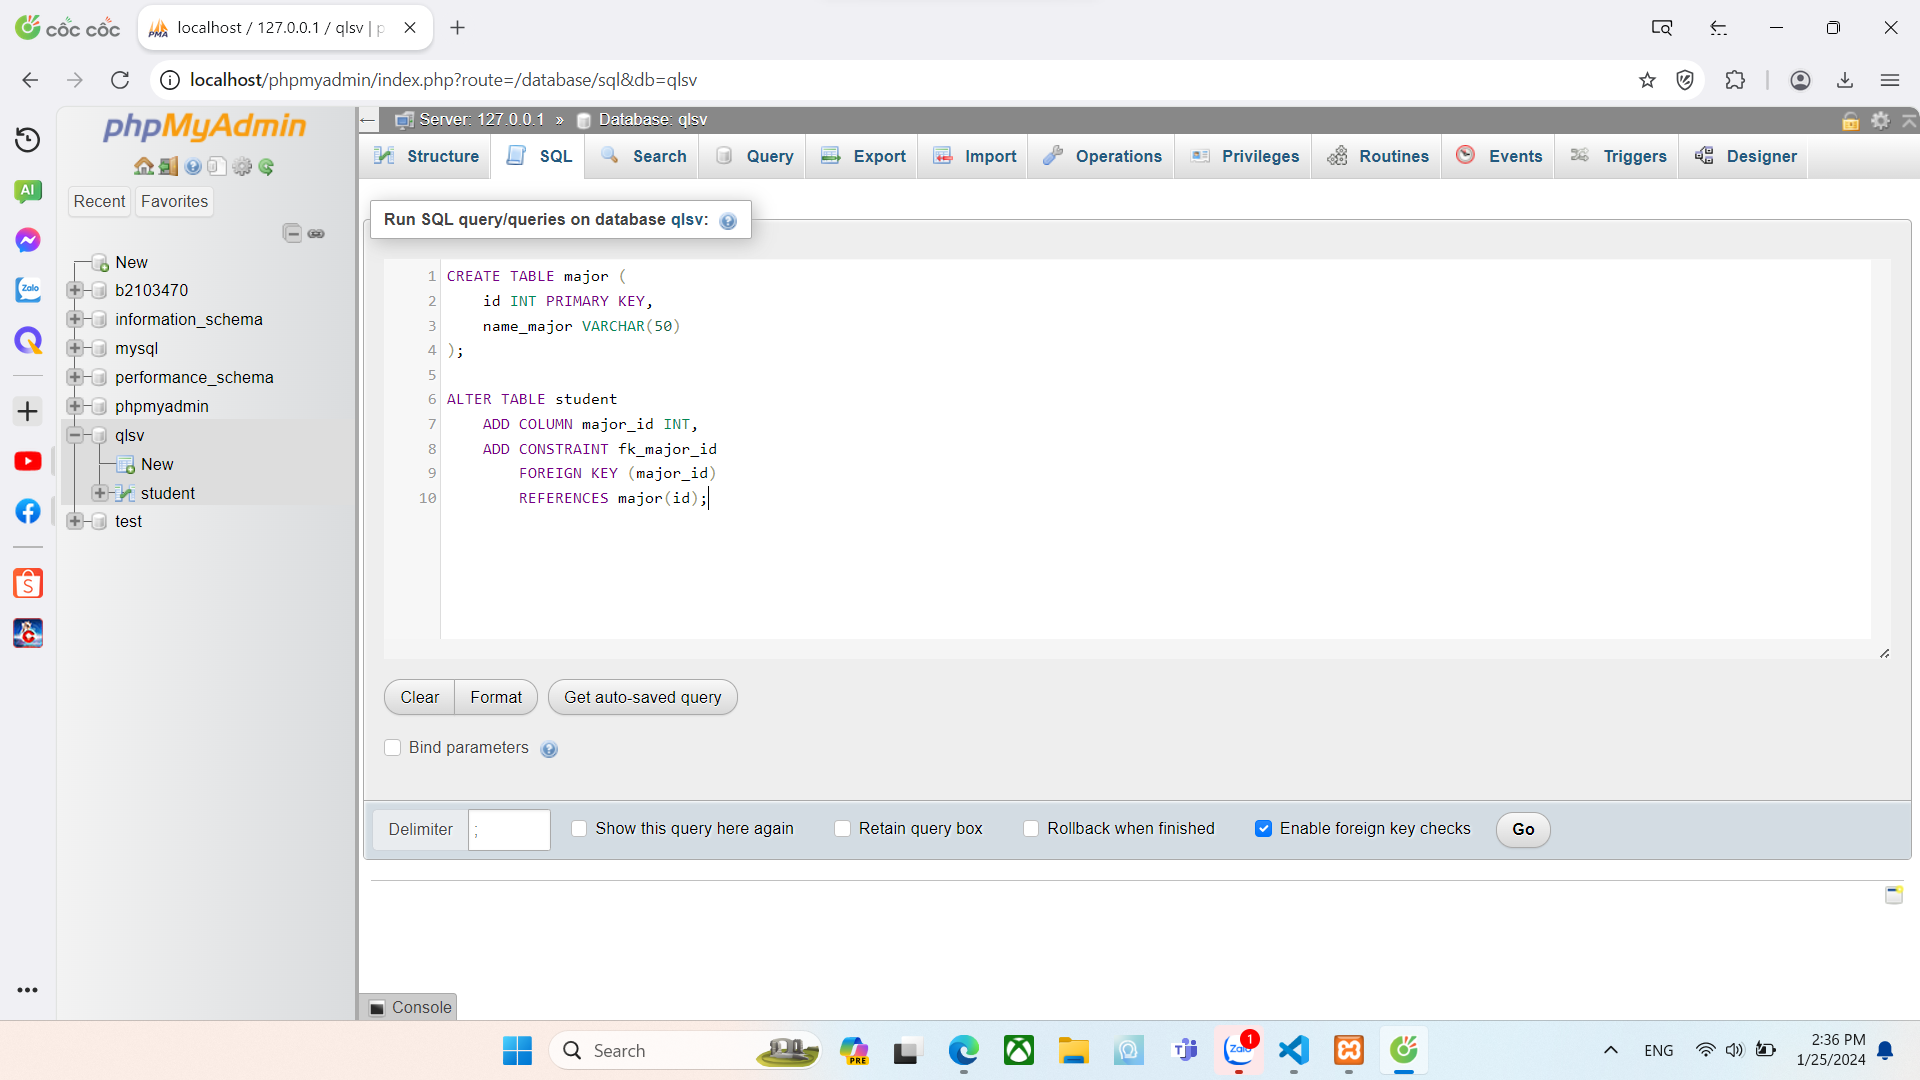 cốc cốc
localhost / 127.0.0.1 / qlsv | p
localhost/phpmyadmin/index.php?route=/database/sql&db=qlsv
phpMyAdmin
Recent
Favorites
New
b2103470
information_schema
mysql
performance_schema
phpmyadmin
qlsv
New
student
test
Server: 127.0.0.1 » Database: qlsv
Structure
SQL
Search
Query
Export
Import
Operations
Privileges
Routines
Events
Triggers
Designer
Run SQL query/queries on database qlsv:
1 CREATE TABLE major (
2 id INT PRIMARY KEY,
3 name_major VARCHAR(50)
4 );
5
6 ALTER TABLE student
7 ADD COLUMN major_id INT,
8 ADD CONSTRAINT fk_major_id
9 FOREIGN KEY (major_id)
10 REFERENCES major(id);
Clear
Format
Get auto-saved query
Bind parameters
Delimiter
;
Show this query here again
Retain query box
Rollback when finished
Enable foreign key checks
Go
Console
AI
Zalo
Search
PRE
Zalo
1
ENG
2:36 PM
1/25/2024